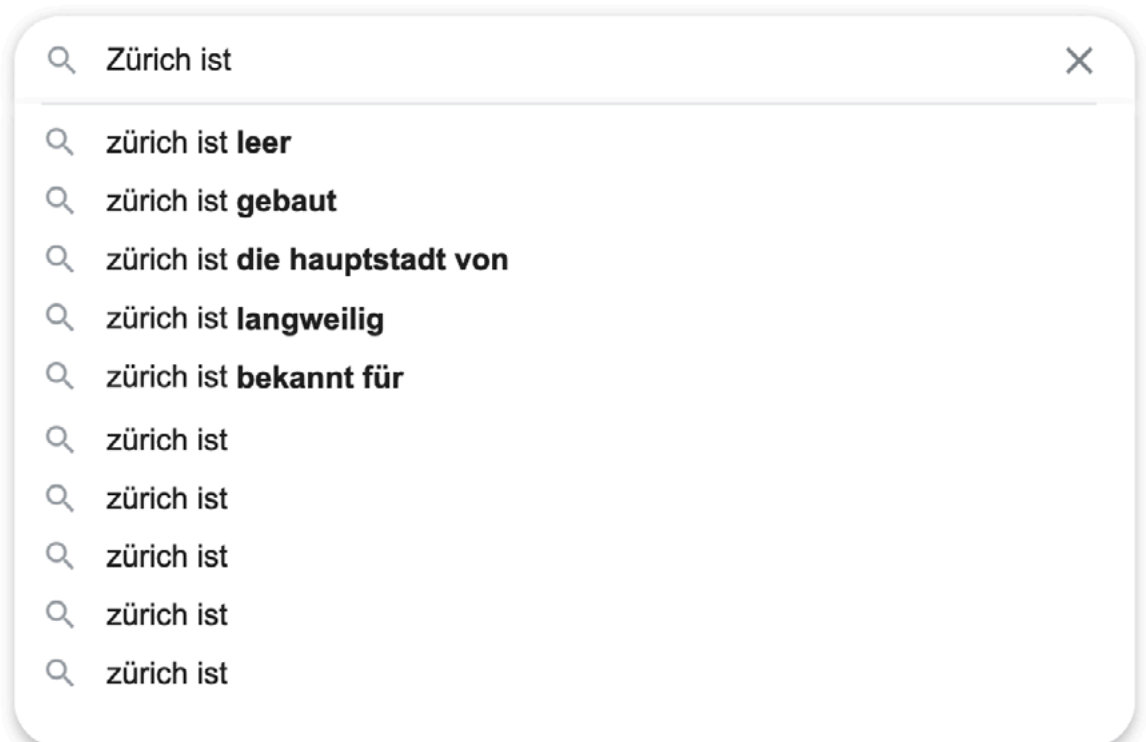 Zürich ist
zürich ist leer
zürich ist gebaut
zürich ist die hauptstadt von
zürich ist langweilig
zürich ist bekannt für
zürich ist
zürich ist
zürich ist
zürich ist
zürich ist